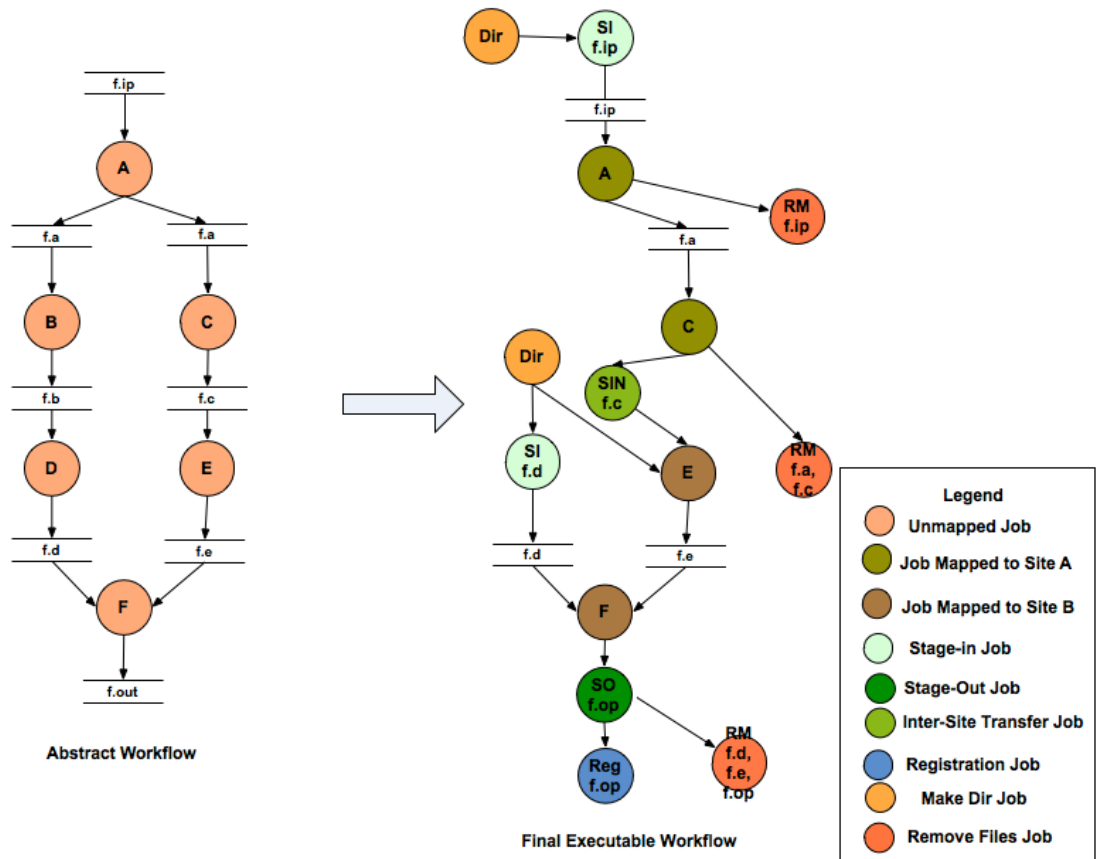 f.ip
A
f.a
f.a
B
C
f.b
f.c
D
E
f.d
f.e
F
f.out
Abstract Workflow
Dir
SI
f.ip
f.ip
A
RM
f.ip
f.a
C
Dir
SIN
f.c
SI
f.d
E
RM
f.a,
f.c
f.d
f.e
F
SO
f.op
Reg
f.op
RM
f.d,
f.e,
f.op
Final Executable Workflow
Legend
Unmapped Job
Job Mapped to Site A
Job Mapped to Site B
Stage-in Job
Stage-Out Job
Inter-Site Transfer Job
Registration Job
Make Dir Job
Remove Files Job